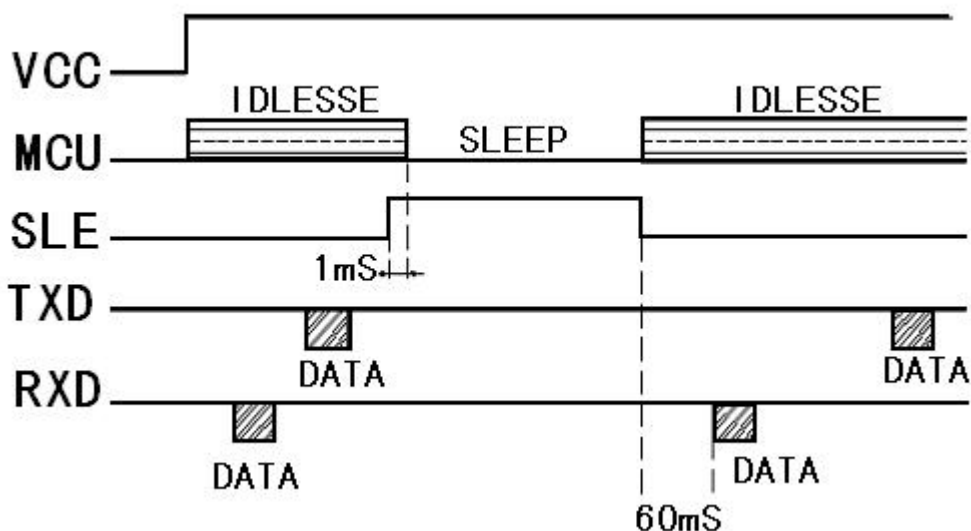 VCC
IDLESSE
IDLESSE
MCU
SLEEP
SLE
1mS
TXD
DATA
DATA
RXD
DATA
DATA
60mS